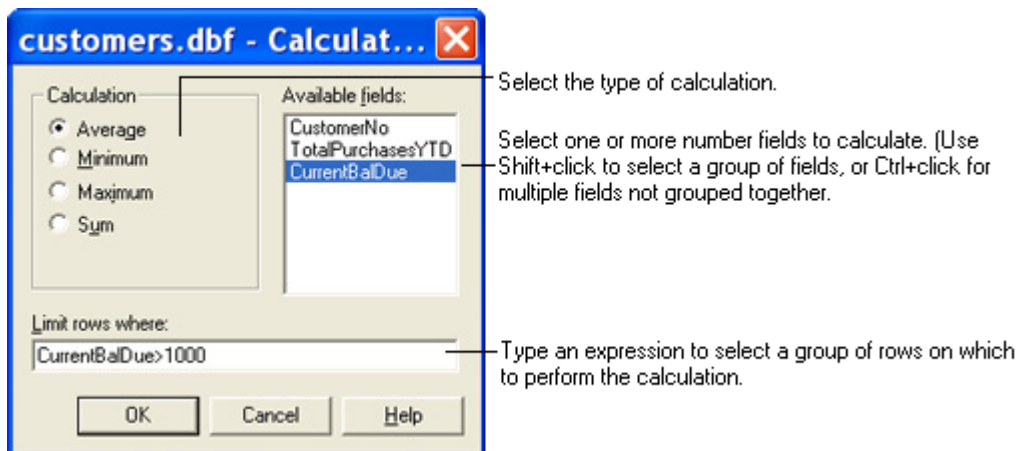 customers.dbf - Calculat...
Calculation
Average
Minimum
Maximum
Sum
Available fields:
CustomerNo
TotalPurchasesYTD
CurrentBalDue
Limit rows where:
CurrentBalDue>1000
OK Cancel Help
Select the type of calculation.
Select one or more number fields to calculate. (Use
Shift+click to select a group of fields, or Ctrl+click for
multiple fields not grouped together.
Type an expression to select a group of rows on which
to perform the calculation.